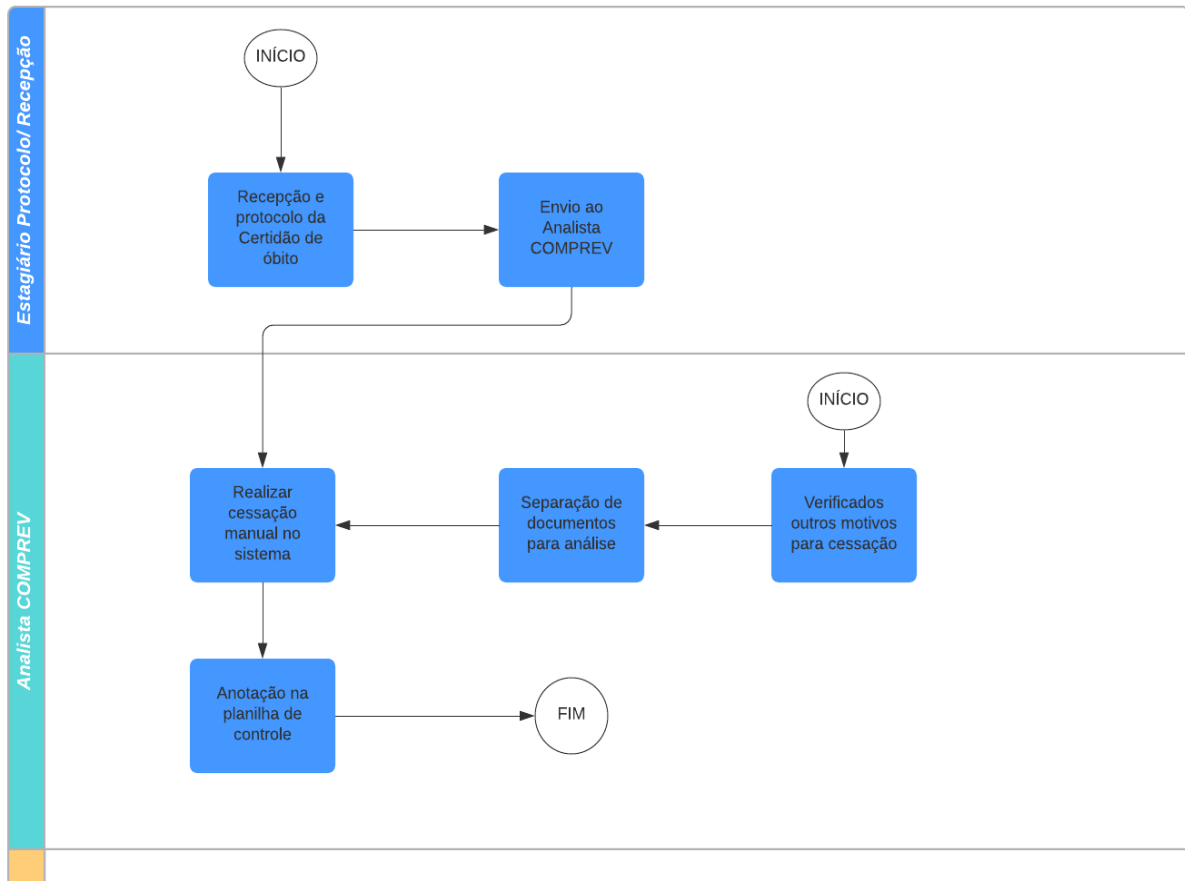 Estagiário Protocolo/ Recepção
INÍCIO
Recepção e
protocolo da
Certidão de
óbito
Envio ao
Analista
COMPREV
Analista COMPREV
INÍCIO
Realizar
cessação
manual no
sistema
Separação de
documentos
para análise
Verificados
outros motivos
para cessação
Anotação na
planilha de
controle
FIM